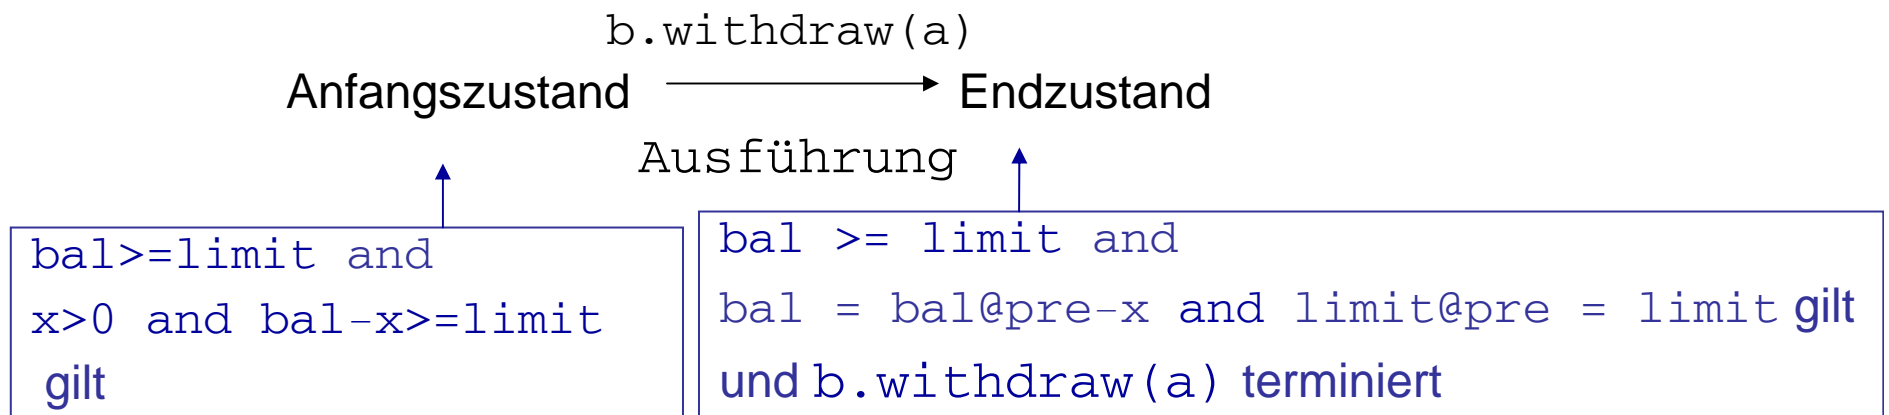 b.withdraw(a)
Anfangszustand Endzustand
Ausführung
bal>=limit and
x>0 and bal-x>=limit
gilt
bal >= limit and
bal = bal@pre-x and limit@pre = limit gilt
und b.withdraw(a) terminiert